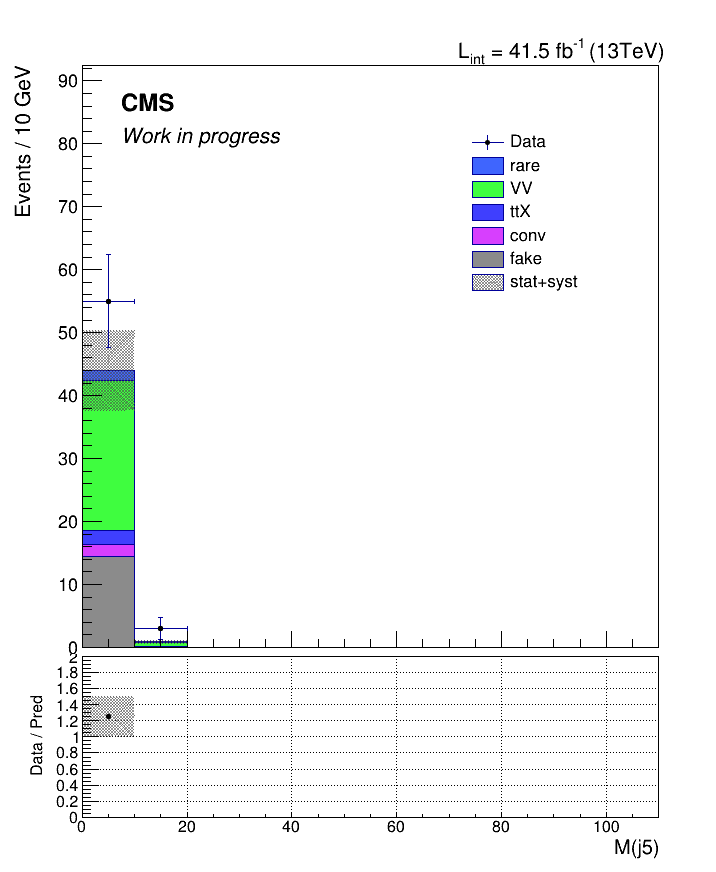 L_int = 41.5 fb^-1 (13TeV)
Events / 10 GeV
CMS
Work in progress
Data
rare
VV
ttX
conv
fake
stat+syst
90
80
70
60
50
40
30
20
10
0
Data / Pred
2
1.8
1.6
1.4
1.2
1
0.8
0.6
0.4
0.2
0
0 20 40 60 80 100
M(j5)